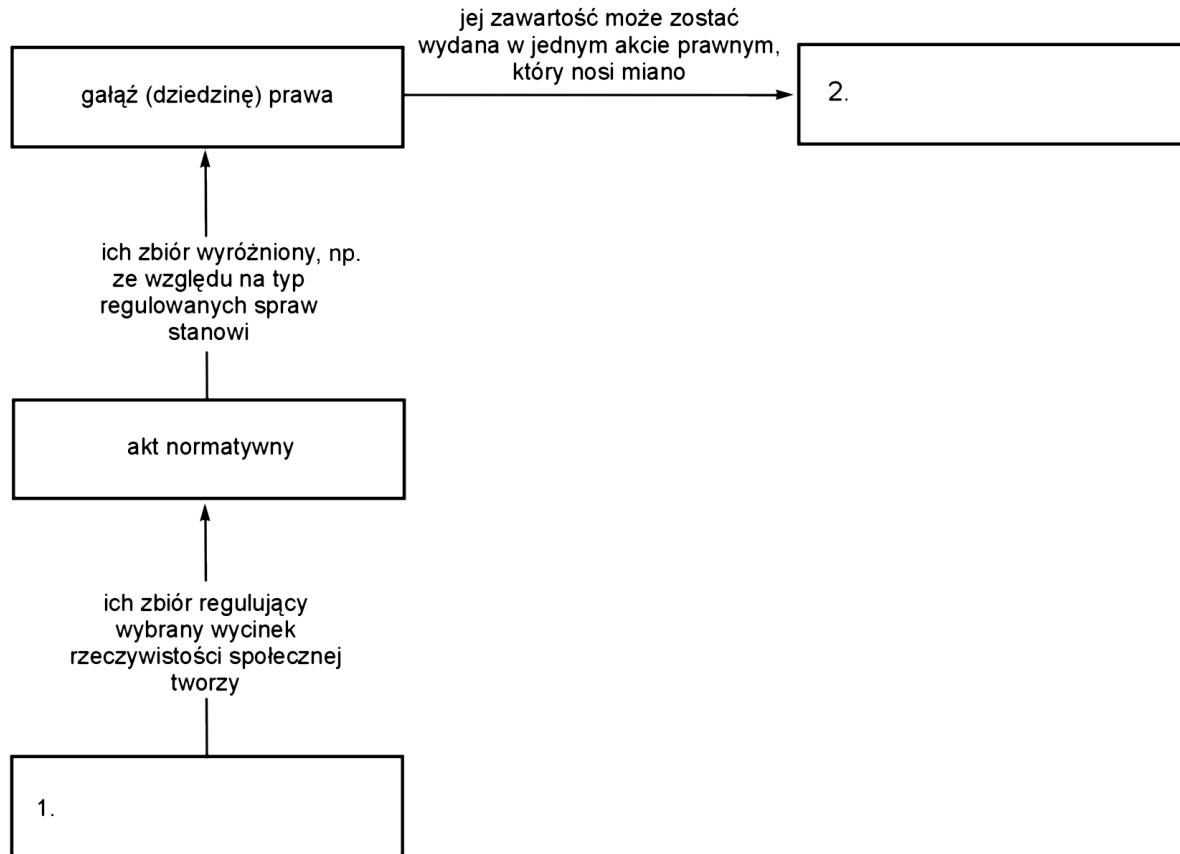 jej zawartość może zostać
wydana w jednym akcie prawnym,
który nosi miano
gałąź (dziedzinę) prawa
2.
ich zbiór wyróżniony, np.
ze względu na typ
regulowanych spraw
stanowi
akt normatywny
ich zbiór regulujący
wybrany wycinek
rzeczywistości społecznej
tworzy
1.